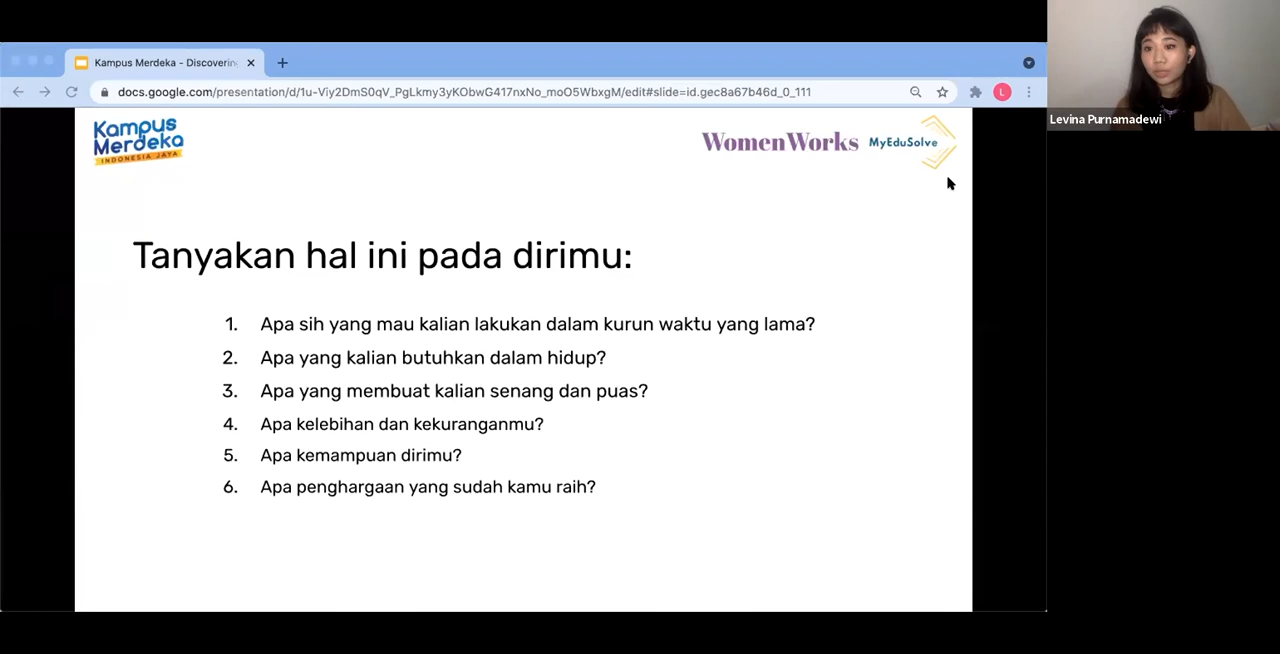 Kampus Merdeka - Discovering
docs.google.com/presentation/d/1u-Viy2DmS0qV_PgLkmy3yKObwG417nxNo_moO5WbxgM/edit#slide=id.gec8a67b46d_0_111
L
Levina Purnamadewi
Kampus
Merdeka
INDONESIA JAYA
WomenWorks
MyEduSolve
Tanyakan hal ini pada dirimu:
1. Apa sih yang mau kalian lakukan dalam kurun waktu yang lama?
2. Apa yang kalian butuhkan dalam hidup?
3. Apa yang membuat kalian senang dan puas?
4. Apa kelebihan dan kekuranganmu?
5. Apa kemampuan dirimu?
6. Apa penghargaan yang sudah kamu raih?